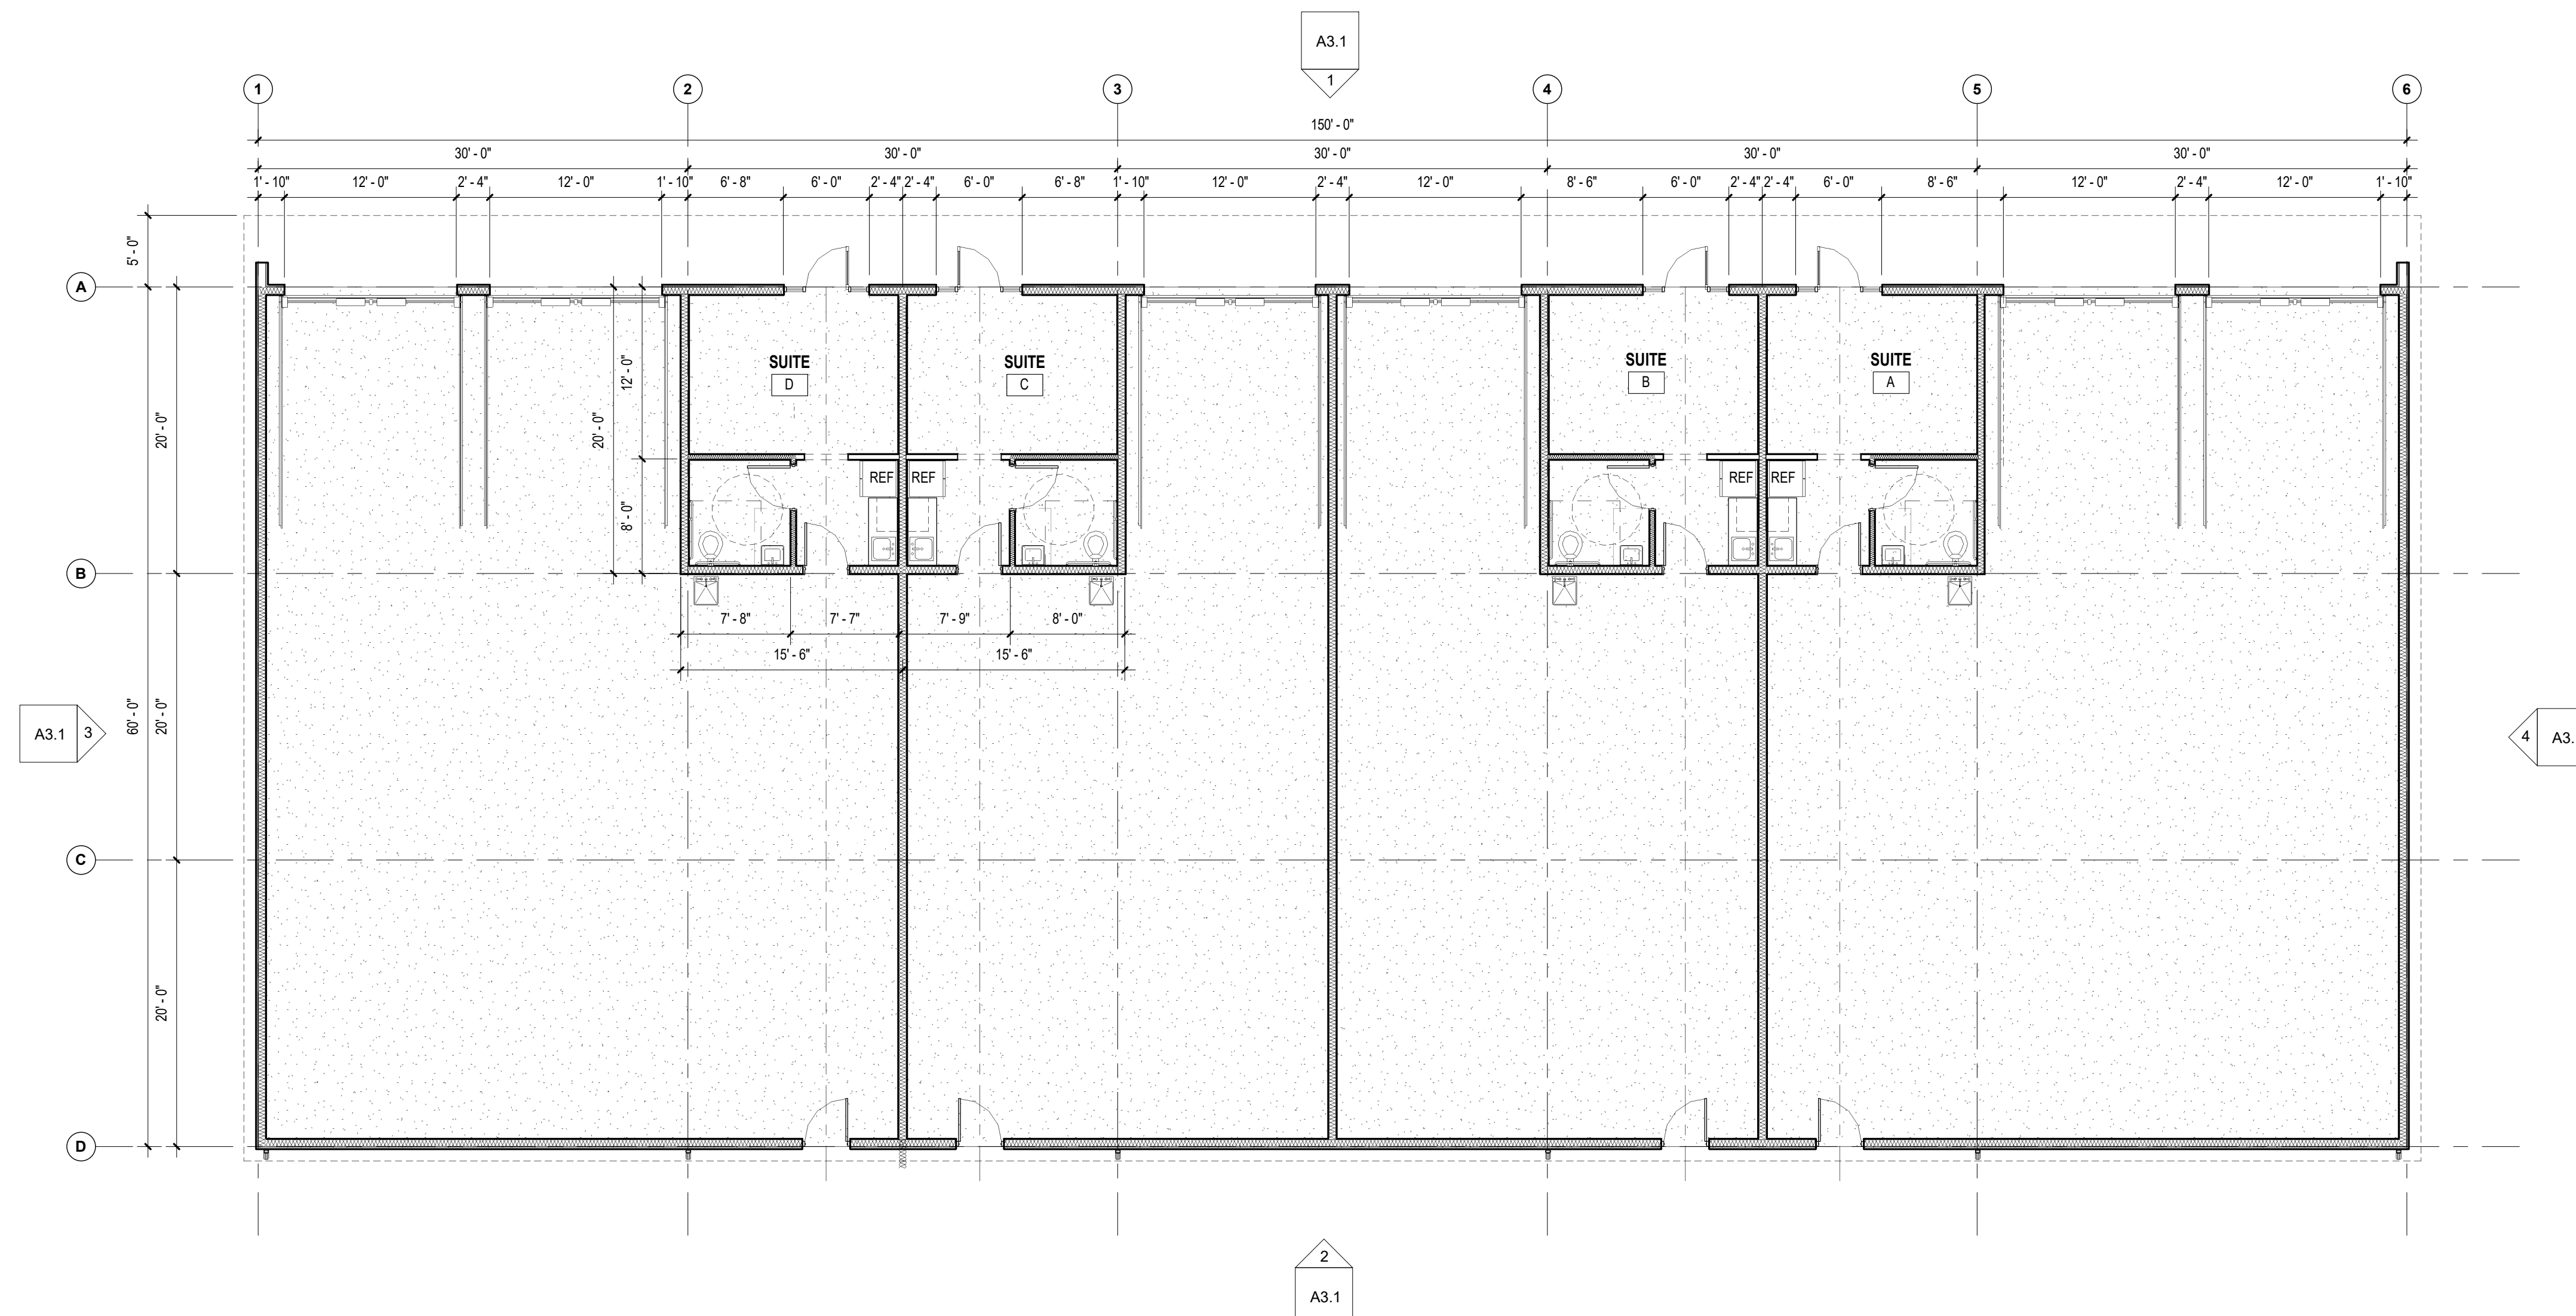 A3.1
1
1 2 3 4 5 6
150' - 0"
30' - 0" 30' - 0" 30' - 0" 30' - 0" 30' - 0"
1' - 10" 12' - 0" 2' - 4" 12' - 0" 1' - 10" 6' - 8" 6' - 0" 2' - 4" 2' - 4" 6' - 0" 6' - 8" 1' - 10" 12' - 0" 2' - 4" 12' - 0" 8' - 6" 6' - 0" 2' - 4" 2' - 4" 6' - 0" 8' - 6" 12' - 0" 2' - 4" 12' - 0" 1' - 10"
5' - 0"
A
SUITE SUITE SUITE SUITE
D C B A
12' - 0"
20' - 0" 20' - 0"
REF REF REF REF
8' - 0"
B
7' - 8" 7' - 7" 7' - 9" 8' - 0"
15' - 6" 15' - 6"
60' - 0" 20' - 0"
A3.1 3
4 A3.
C
20' - 0"
D
2
A3.1